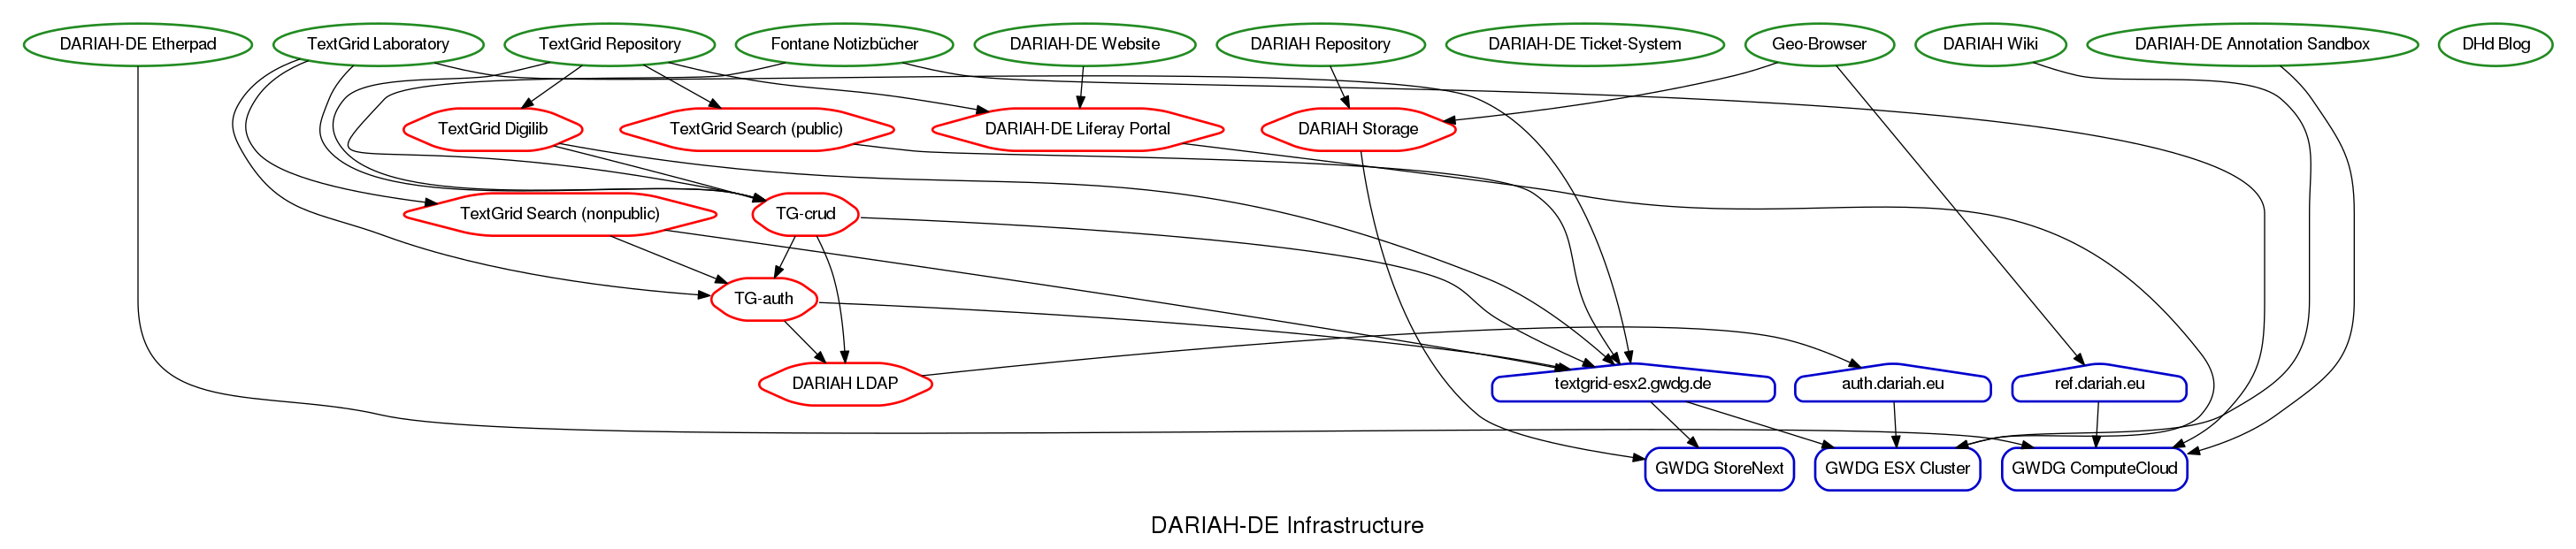 DARIAH-DE Etherpad
TextGrid Laboratory
TextGrid Repository
Fontane Notizbücher
DARIAH-DE Website
DARIAH Repository
DARIAH-DE Ticket-System
Geo-Browser
DARIAH Wiki
DARIAH-DE Annotation Sandbox
DHd Blog
TextGrid Digilib
TextGrid Search (public)
DARIAH-DE Liferay Portal
DARIAH Storage
TextGrid Search (nonpublic)
TG-crud
TG-auth
DARIAH LDAP
textgrid-esx2.gwdg.de
auth.dariah.eu
ref.dariah.eu
GWDG StoreNext
GWDG ESX Cluster
GWDG ComputeCloud
DARIAH-DE Infrastructure